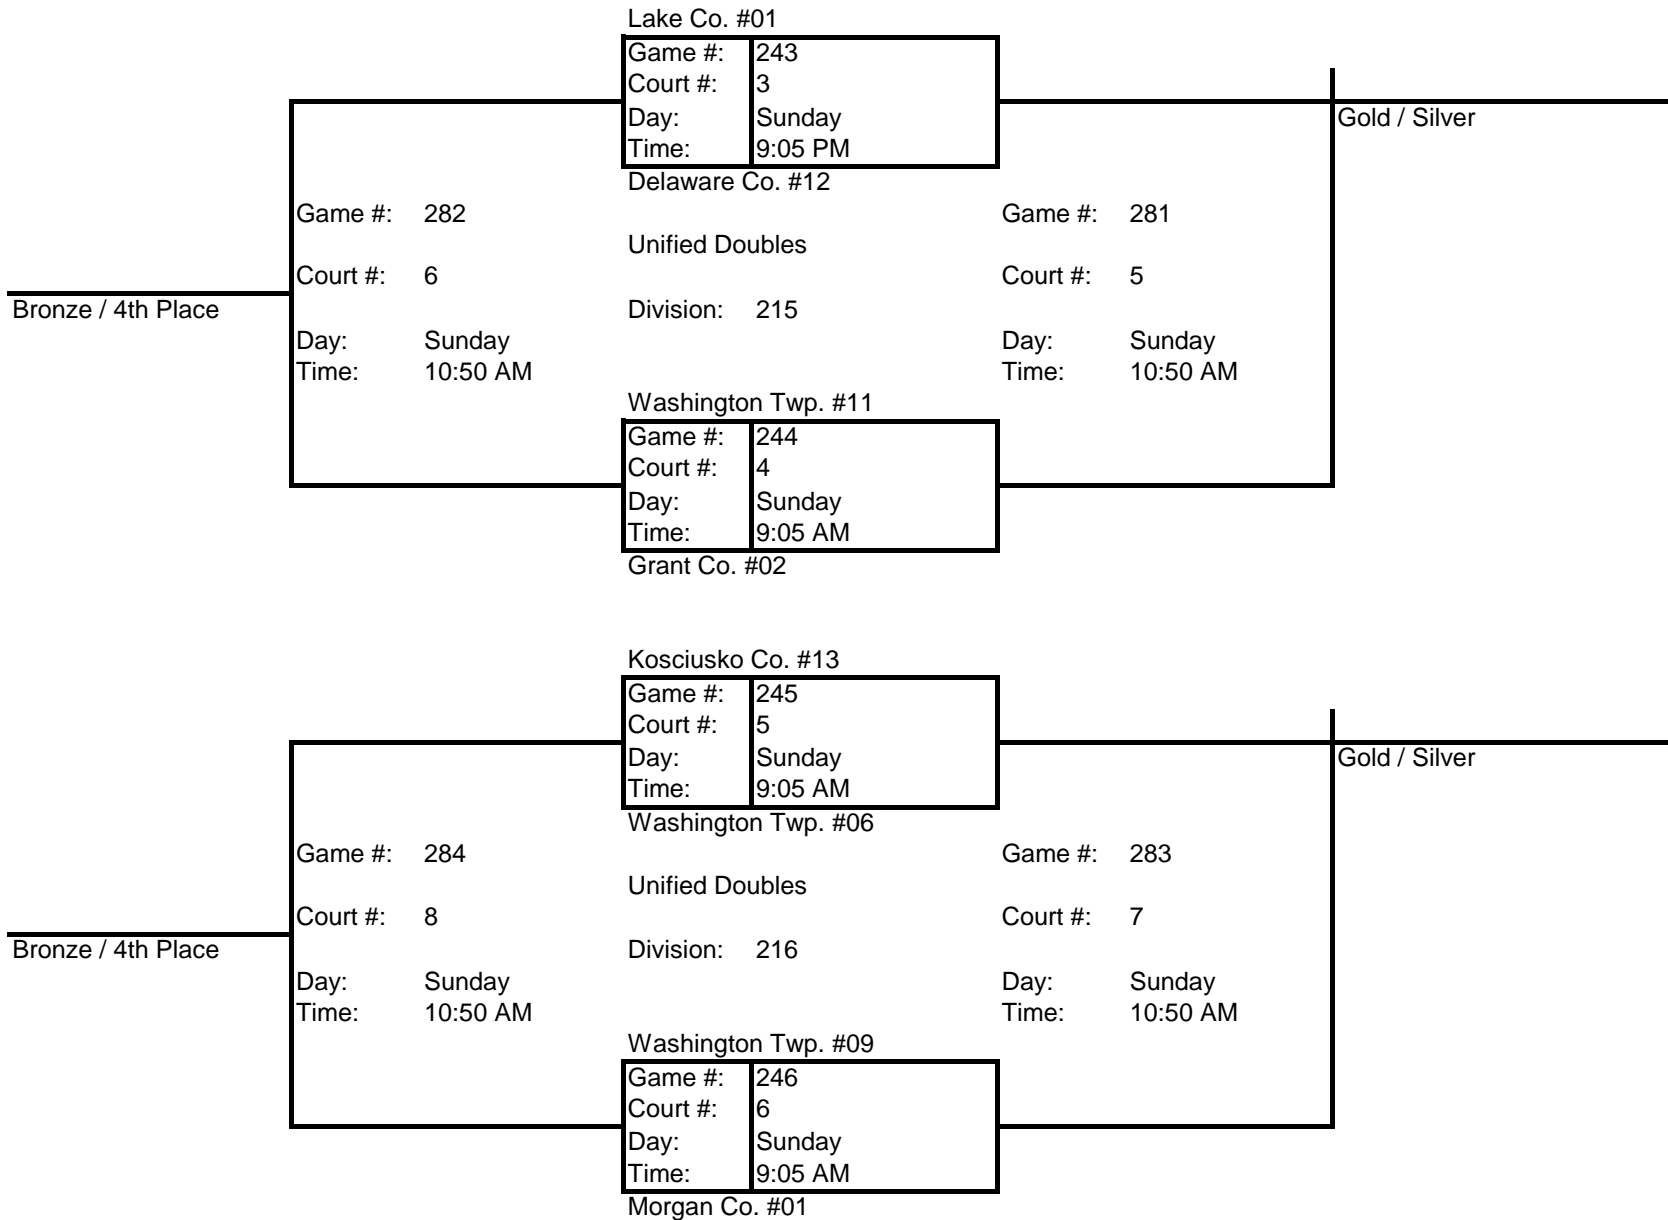 Lake Co. #01
Game #: 243
Court #: 3
Day: Sunday
Time: 9:05 PM
Gold / Silver
Delaware Co. #12
Game #: 282
Game #: 281
Unified Doubles
Court #: 6
Court #: 5
Bronze / 4th Place
Division: 215
Day: Sunday
Day: Sunday
Time: 10:50 AM
Time: 10:50 AM
Washington Twp. #11
Game #: 244
Court #: 4
Day: Sunday
Time: 9:05 AM
Grant Co. #02
Kosciusko Co. #13
Game #: 245
Court #: 5
Day: Sunday
Time: 9:05 AM
Gold / Silver
Washington Twp. #06
Game #: 284
Game #: 283
Unified Doubles
Court #: 8
Court #: 7
Bronze / 4th Place
Division: 216
Day: Sunday
Day: Sunday
Time: 10:50 AM
Time: 10:50 AM
Washington Twp. #09
Game #: 246
Court #: 6
Day: Sunday
Time: 9:05 AM
Morgan Co. #01